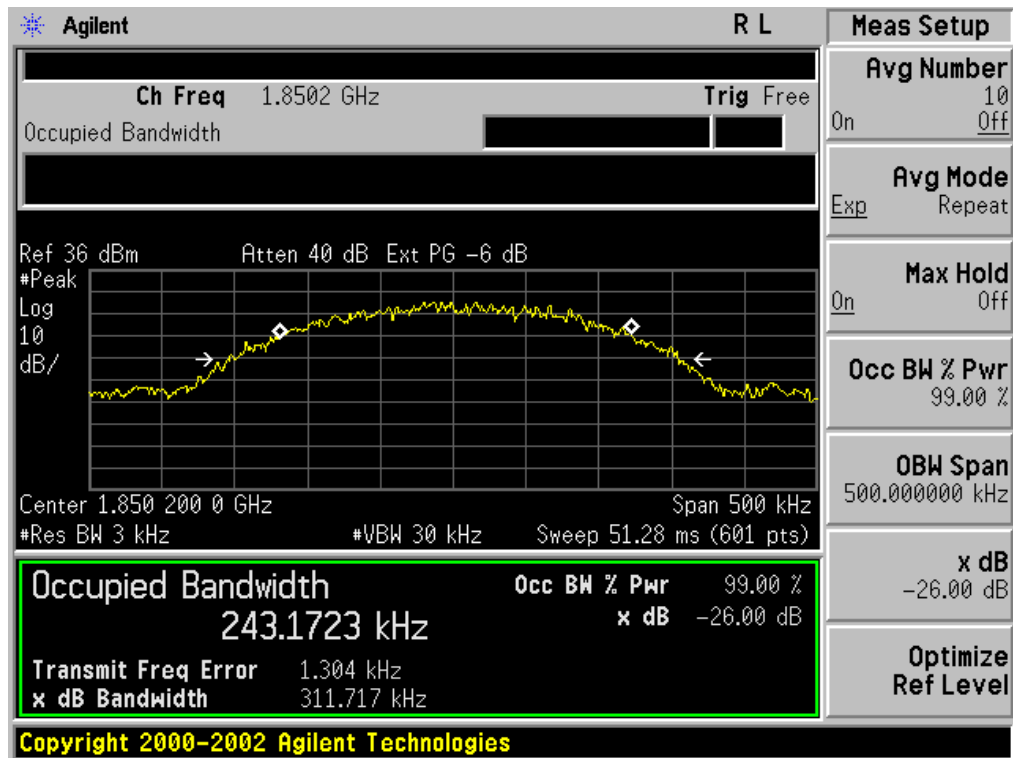 Agilent R L
Ch Freq 1.8502 GHz Trig Free
Occupied Bandwidth
Ref 36 dBm Atten 40 dB Ext PG -6 dB
#Peak
Log
10
dB/
Center 1.850 200 0 GHz Span 500 kHz
#Res BW 3 kHz #VBW 30 kHz Sweep 51.28 ms (601 pts)
Occupied Bandwidth Occ BW % Pwr 99.00 %
243.1723 kHz x dB -26.00 dB
Transmit Freq Error 1.304 kHz
x dB Bandwidth 311.717 kHz
Copyright 2000-2002 Agilent Technologies
Meas Setup
Avg Number
10
On Off
Avg Mode
Exp Repeat
Max Hold
On Off
Occ BW % Pwr
99.00 %
OBW Span
500.000000 kHz
x dB
-26.00 dB
Optimize
Ref Level